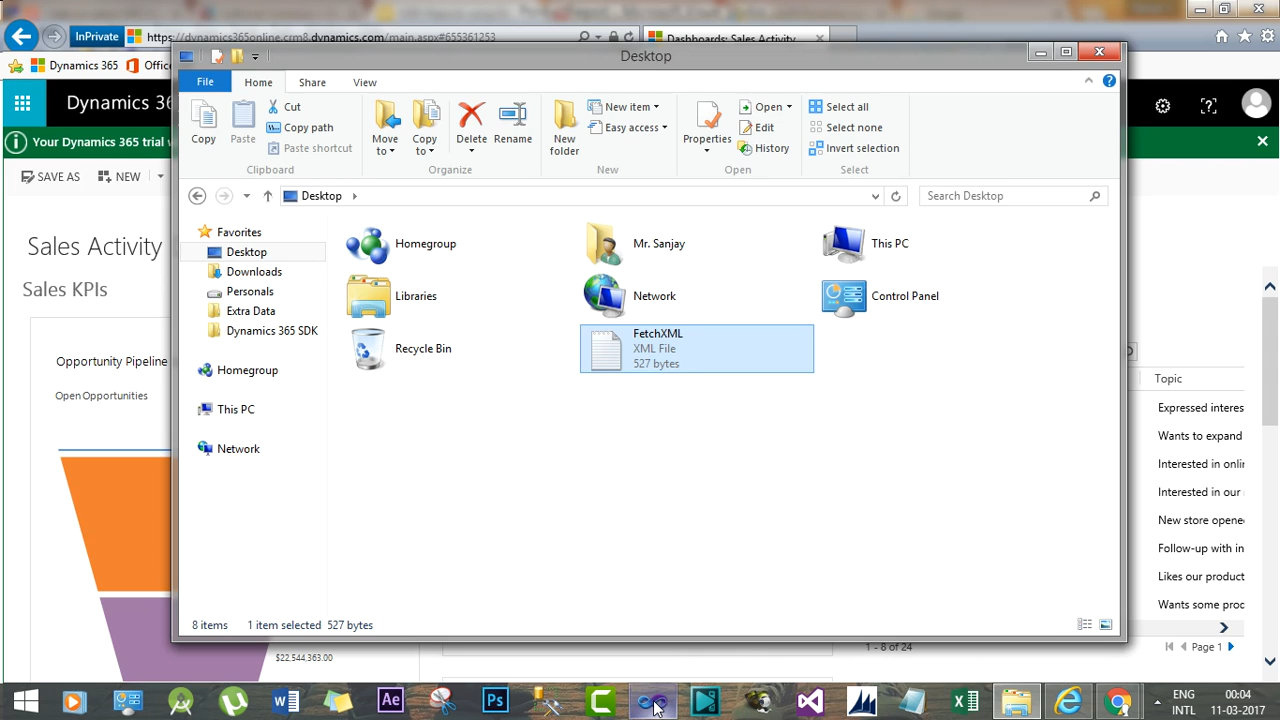 InPrivate
https://dynamics365online.crm8.dynamics.com/main.aspx#655361253
Dashboards: Sales Activity
Desktop
Dynamics 365
File
Home
Share
View
Dynamics 36
Copy
Paste
Cut
Copy path
Paste shortcut
Clipboard
Move to
Copy to
Delete
Rename
Organize
New folder
New item
Easy access
New
Properties
Open
Edit
History
Open
Select all
Select none
Invert selection
Select
Your Dynamics 365 trial
SAVE AS
NEW
Desktop
Search Desktop
Sales Activity
Sales KPIs
Opportunity Pipeline
Open Opportunities
$22,544,363.00
Favorites
Desktop
Downloads
Personals
Extra Data
Dynamics 365 SDK
Homegroup
This PC
Network
Homegroup
Mr. Sanjay
This PC
Libraries
Network
Control Panel
Recycle Bin
FetchXML
XML File
527 bytes
Topic
Expressed interes
Wants to expand
Interested in onli
Interested in our
New store opene
Follow-up with in
Likes our product
Wants some prod
8 items
1 item selected 527 bytes
1 - 8 of 24
Page 1
ENG
INTL
00:04
11-03-2017